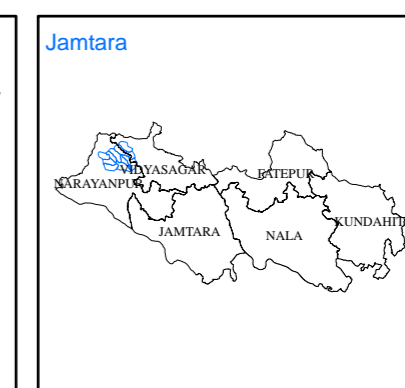 Jamtara
VIDYASAGAR
FATEPUR
NARAYANPUR
KUNDAHIT
JAMTARA
NALA